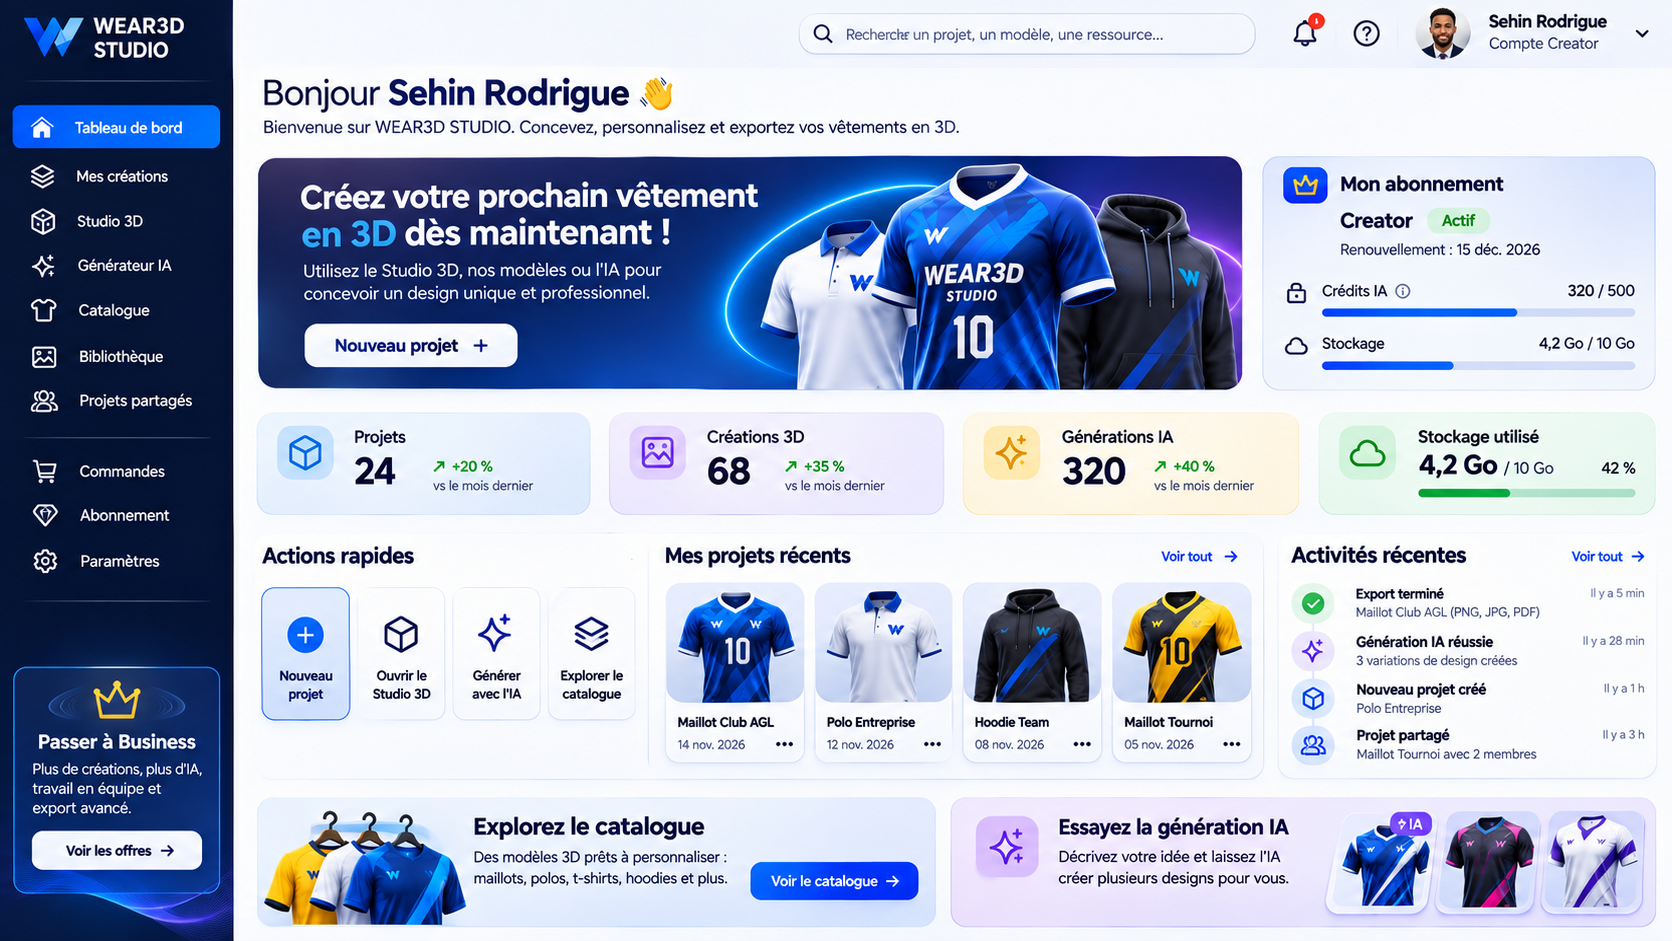 WEAR3D
STUDIO
Tableau de bord
Mes créations
Studio 3D
Générateur IA
Catalogue
Bibliothèque
Projets partagés
Commandes
Abonnement
Paramètres
Passer à Business
Plus de créations, plus d'IA,
travail en équipe et
export avancé.
Voir les offres →
Rechercher un projet, un modèle, une ressource...
Sehin Rodrigue
Compte Creator
Bonjour Sehin Rodrigue 👋
Bienvenue sur WEAR3D STUDIO. Concevez, personnalisez et exportez vos vêtements en 3D.
Créez votre prochain vêtement
en 3D dès maintenant !
Utilisez le Studio 3D, nos modèles ou l'IA pour
concevoir un design unique et professionnel.
Nouveau projet +
W
W
WEAR3D
STUDIO
10
W
Mon abonnement
Creator Actif
Renouvellement : 15 déc. 2026
Crédits IA 320 / 500
Stockage 4,2 Go / 10 Go
Projets
24 ↗ +20 %
vs le mois dernier
Créations 3D
68 ↗ +35 %
vs le mois dernier
Générations IA
320 ↗ +40 %
vs le mois dernier
Stockage utilisé
4,2 Go / 10 Go 42 %
Actions rapides
Nouveau
projet
Ouvrir le
Studio 3D
Générer
avec l'IA
Explorer le
catalogue
Mes projets récents Voir tout →
W W
10
Maillot Club AGL
14 nov. 2026 •••
W
Polo Entreprise
12 nov. 2026 •••
W
Hoodie Team
08 nov. 2026 •••
W
10
Maillot Tournoi
05 nov. 2026 •••
Activités récentes Voir tout →
Export terminé Il y a 5 min
Maillot Club AGL (PNG, JPG, PDF)
Génération IA réussie Il y a 28 min
3 variations de design créées
Nouveau projet créé Il y a 1 h
Polo Entreprise
Projet partagé Il y a 3 h
Maillot Tournoi avec 2 membres
W W
Explorez le catalogue
Des modèles 3D prêts à personnaliser :
maillots, polos, t-shirts, hoodies et plus.
Voir le catalogue →
Essayez la génération IA
Décrivez votre idée et laissez l'IA
créer plusieurs designs pour vous.
IA
W W
W W
W W